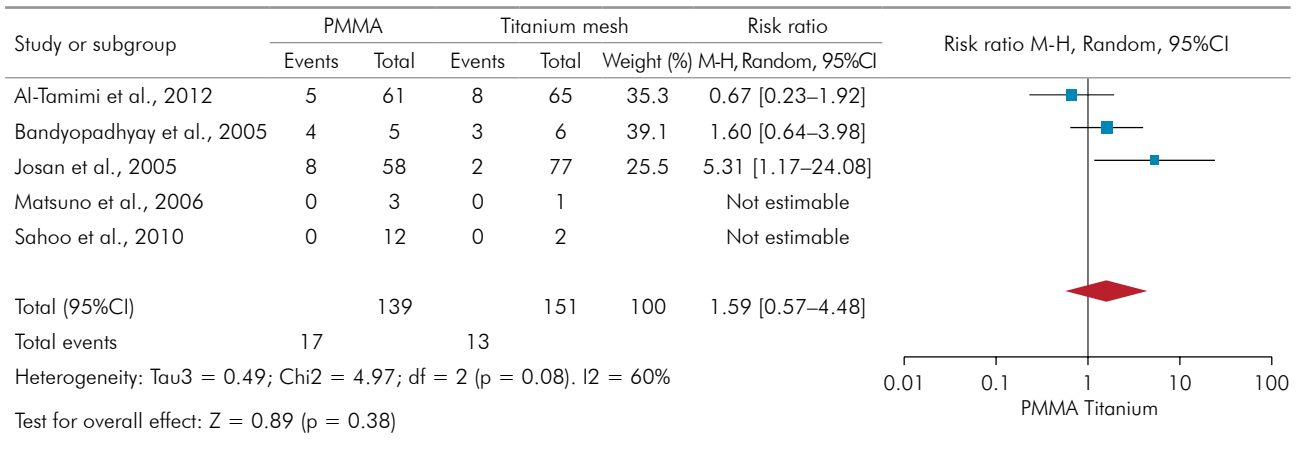 Study or subgroup PMMA Titanium mesh Risk ratio Risk ratio M-H, Random, 95%CI
Events Total Events Total Weight (%) M-H, Random, 95%CI
Al-Tamimi et al., 2012 5 61 8 65 35.3 0.67 [0.23–1.92]
Bandyopadhyay et al., 2005 4 5 3 6 39.1 1.60 [0.64–3.98]
Josan et al., 2005 8 58 2 77 25.5 5.31 [1.17–24.08]
Matsuno et al., 2006 0 3 0 1 Not estimable
Sahoo et al., 2010 0 12 0 2 Not estimable
Total (95%CI) 139 151 100 1.59 [0.57–4.48]
Total events 17 13
Heterogeneity: Tau3 = 0.49; Chi2 = 4.97; df = 2 (p = 0.08). I2 = 60%
0.01 0.1 1 10 100
PMMA Titanium
Test for overall effect: Z = 0.89 (p = 0.38)